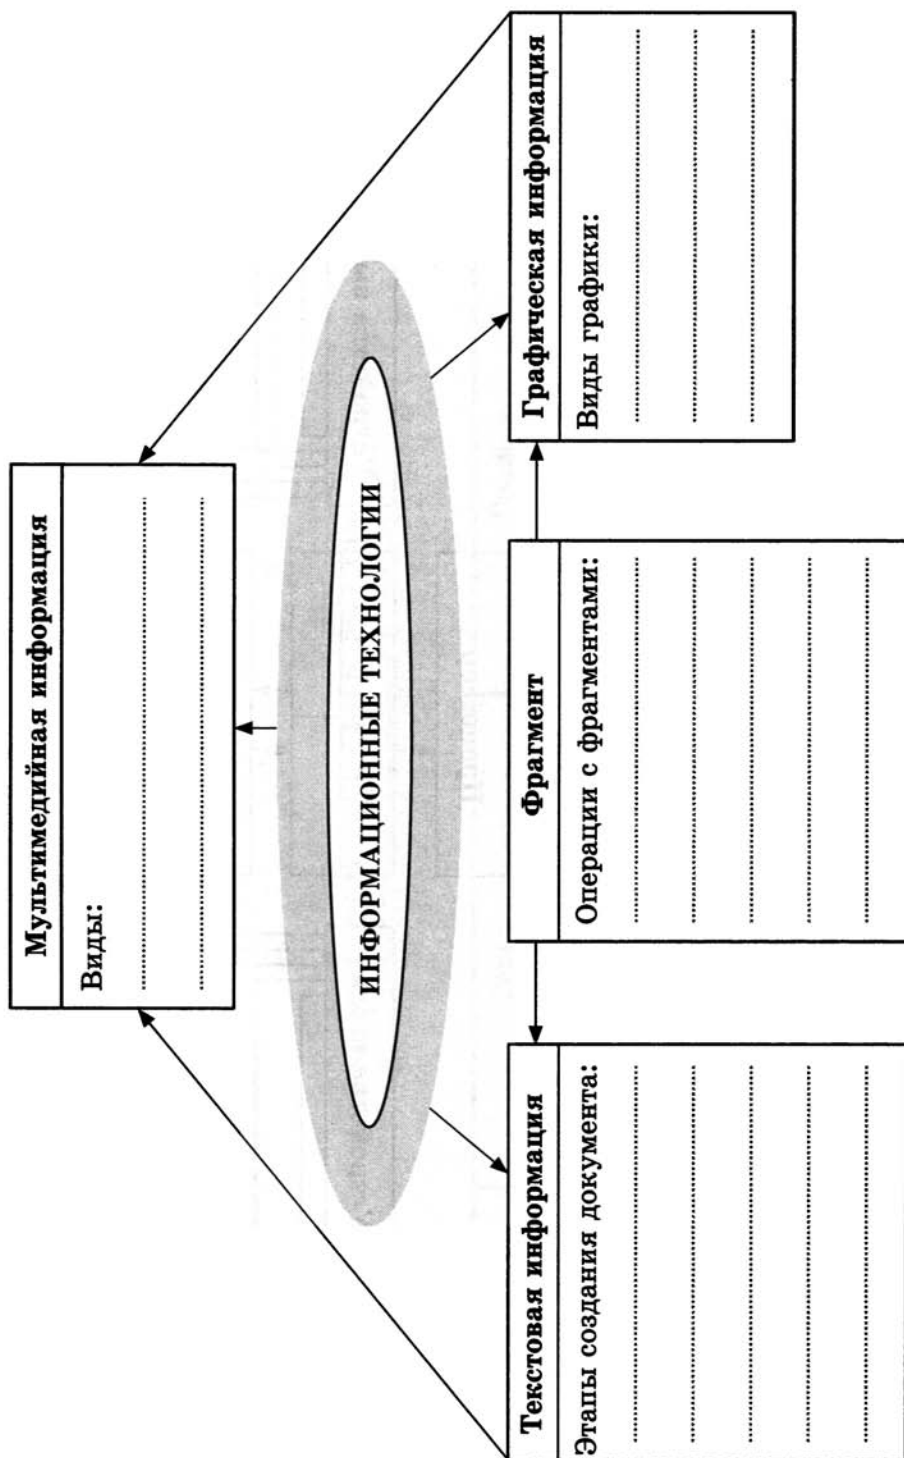 Мультимедийная информация
Виды:
ИНФОРМАЦИОННЫЕ ТЕХНОЛОГИИ
Текстовая информация
Этапы создания документа:
Фрагмент
Операции с фрагментами:
Графическая информация
Виды графики: